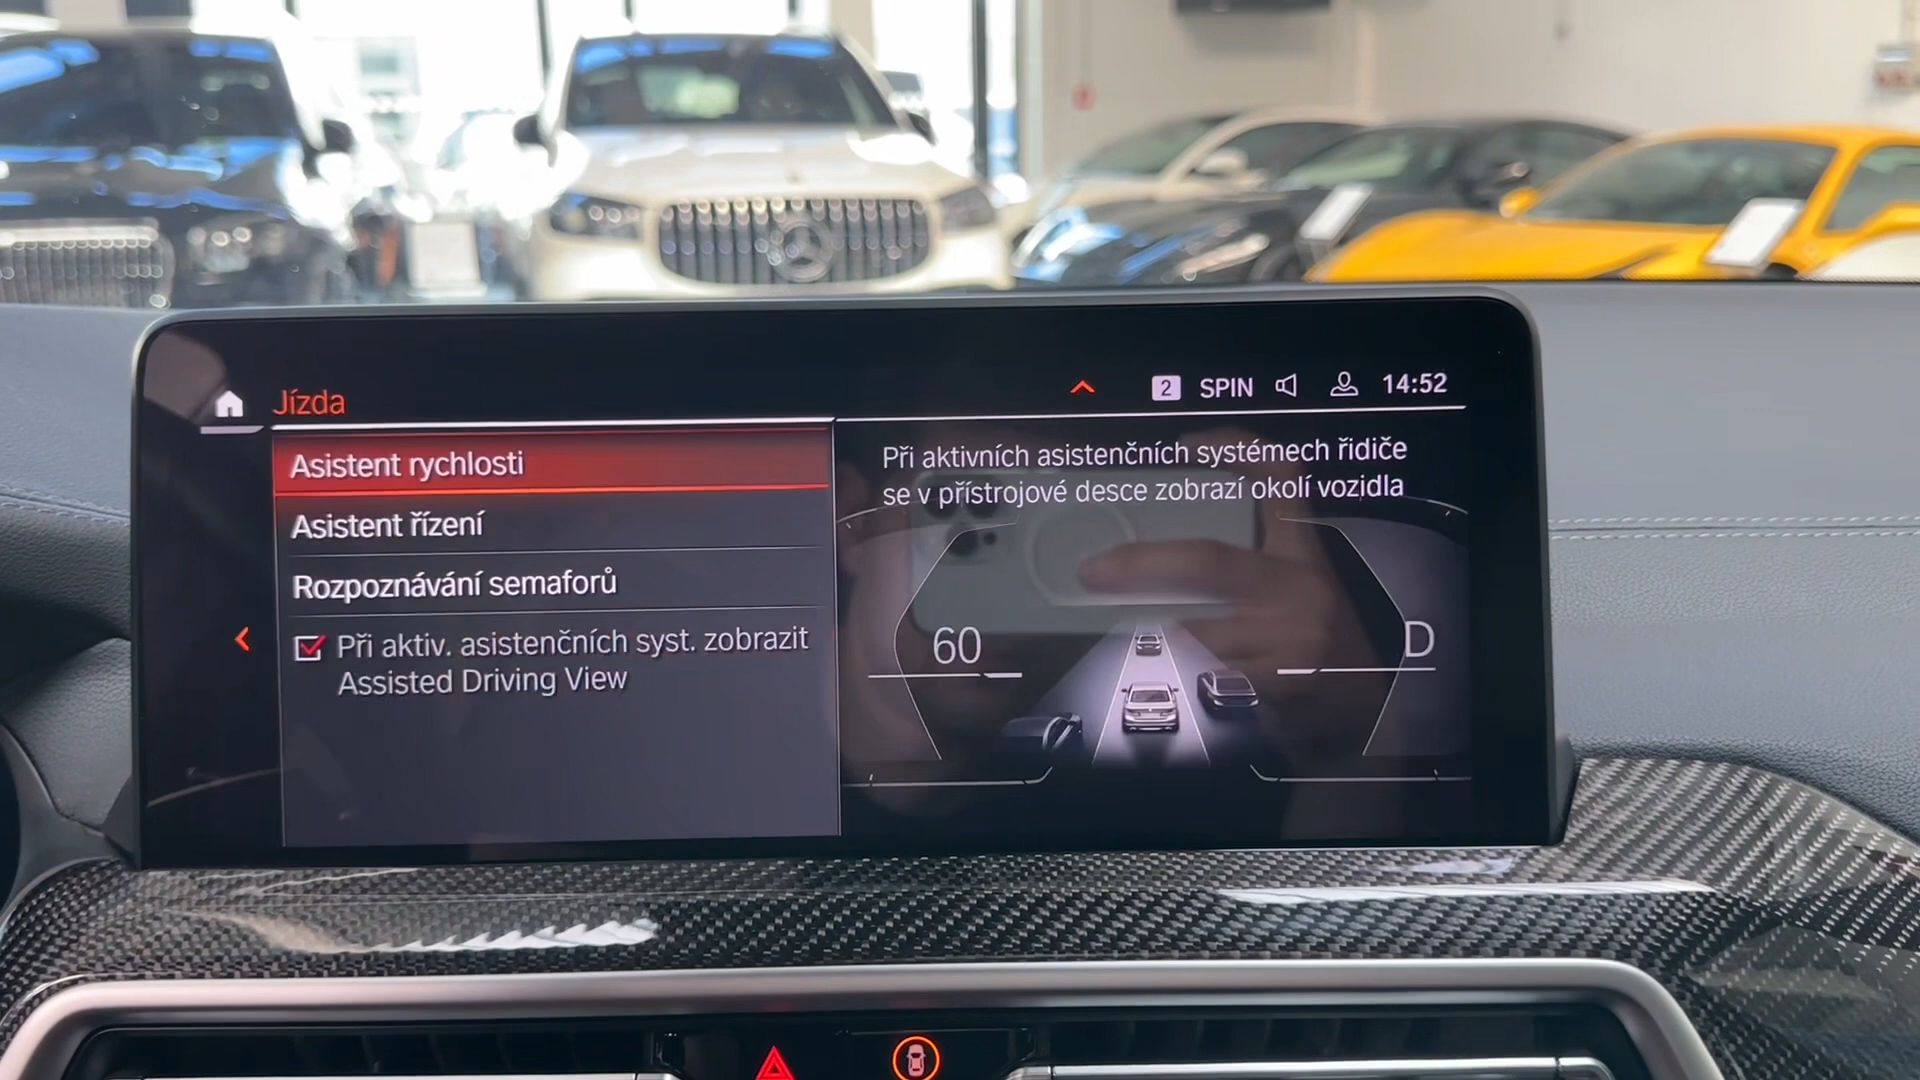 Jízda
2 SPIN 14:52
Asistent rychlosti
Asistent řízení
Rozpoznávání semaforů
Při aktiv. asistenčních syst. zobrazit
Assisted Driving View
Při aktivních asistenčních systémech řidiče
se v přístrojové desce zobrazí okolí vozidla
60
D